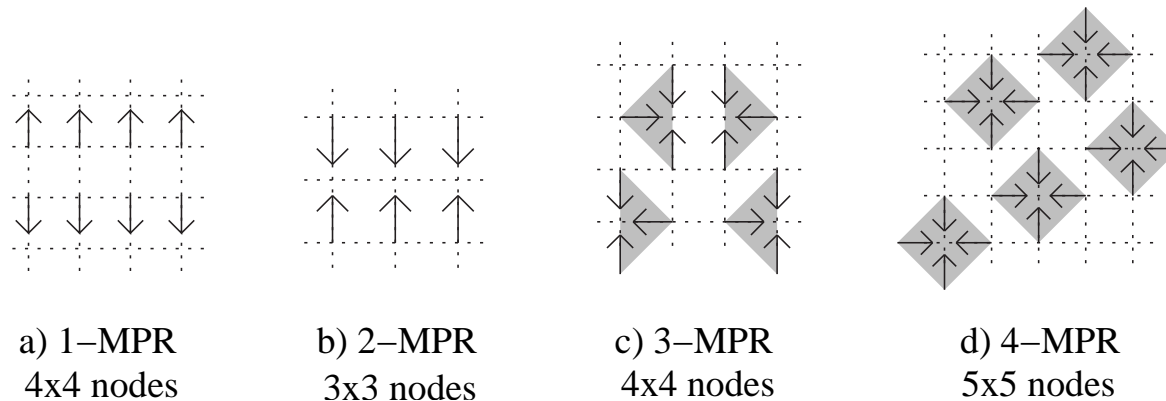 a) 1–MPR
4x4 nodes
b) 2–MPR
3x3 nodes
c) 3–MPR
4x4 nodes
d) 4–MPR
5x5 nodes